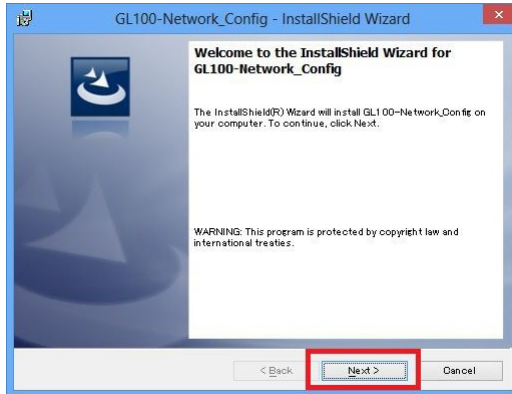 GL100-Network_Config - InstallShield Wizard
Welcome to the InstallShield Wizard for
GL100-Network_Config
The InstallShield(R) Wizard will install GL100-Network_Config on
your computer. To continue, click Next.
WARNING: This program is protected by copyright law and
international treaties.
< Back
Next >
Cancel